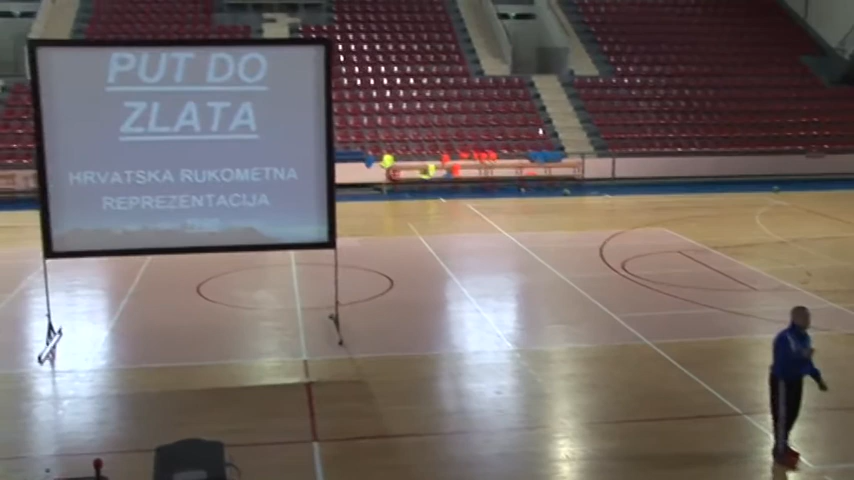 PUT DO
ZLATA
HRVATSKA RUKOMETNA
REPREZENTACIJA